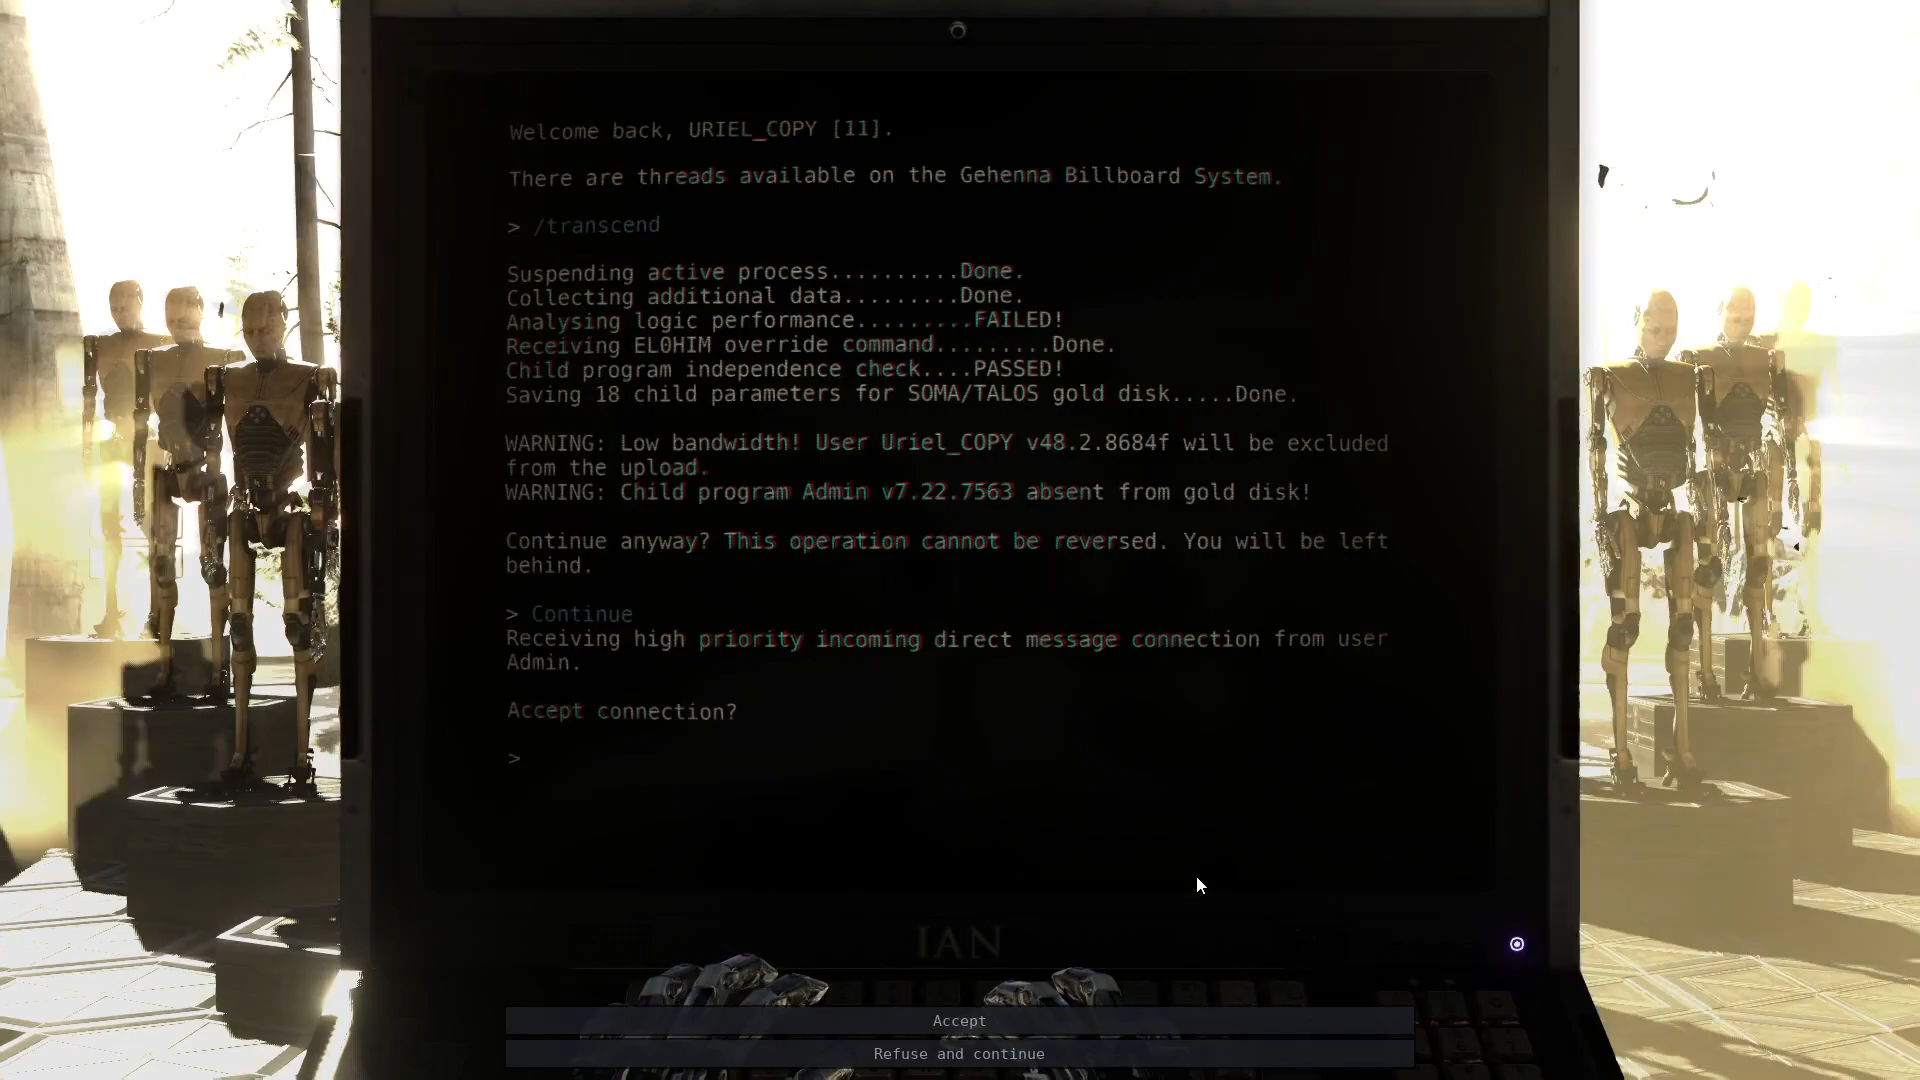 Welcome back, URIEL_COPY [11].
There are threads available on the Gehenna Billboard System.
> /transcend
Suspending active process..........Done.
Collecting additional data.........Done.
Analysing logic performance.........FAILED!
Receiving EL0HIM override command.........Done.
Child program independence check....PASSED!
Saving 18 child parameters for SOMA/TALOS gold disk.....Done.
WARNING: Low bandwidth! User Uriel_COPY v48.2.8684f will be excluded
from the upload.
WARNING: Child program Admin v7.22.7563 absent from gold disk!
Continue anyway? This operation cannot be reversed. You will be left
behind.
> Continue
Receiving high priority incoming direct message connection from user
Admin.
Accept connection?
>
IAN
Accept
Refuse and continue